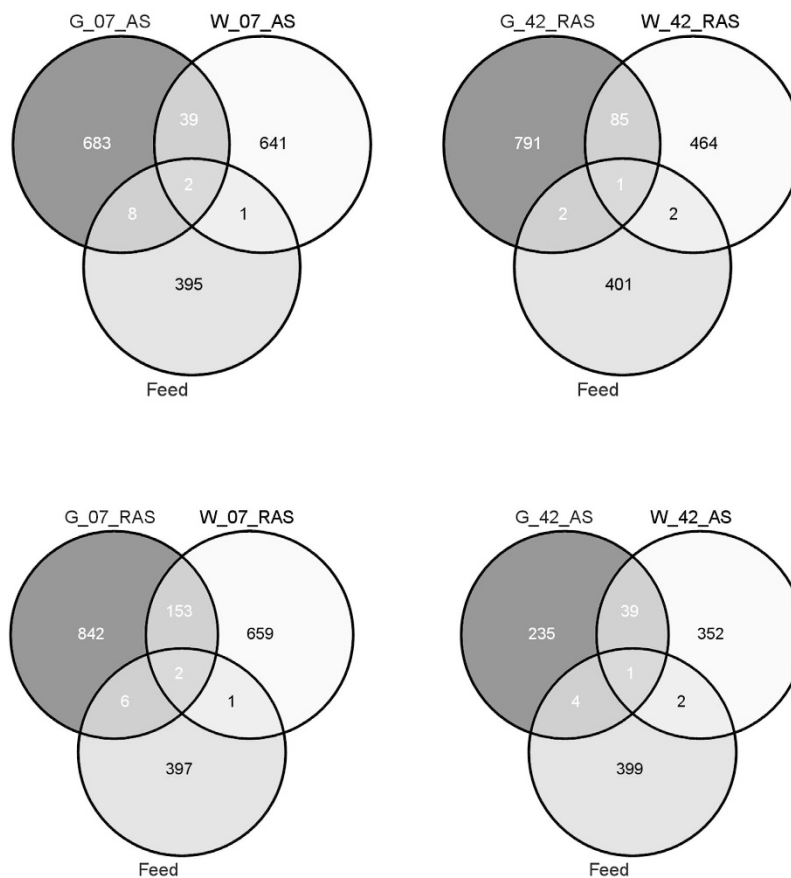 G_07_AS W_07_AS
39
683 641
2
8 1
395
Feed
G_42_RAS W_42_RAS
85
791 464
1
2 2
401
Feed
G_07_RAS W_07_RAS
153
842 659
2
6 1
397
Feed
G_42_AS W_42_AS
39
235 352
1
4 2
399
Feed